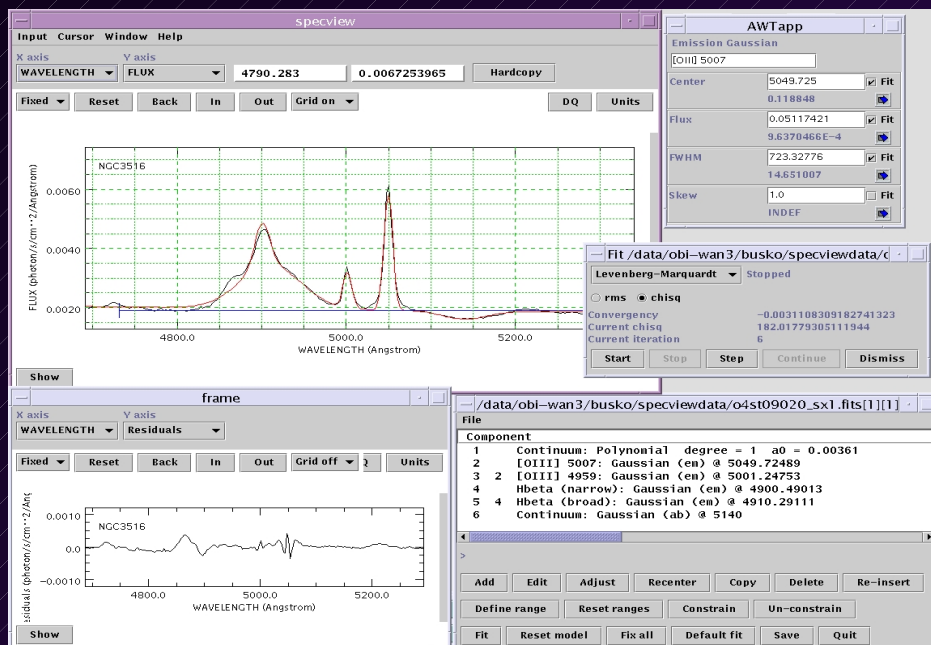 specview
Input Cursor Window Help
X axis Y axis
WAVELENGTH FLUX 4790.283 0.0067253965 Hardcopy
Fixed Reset Back In Out Grid on DQ Units
NGC3516
FLUX (photon/s/cm**2/Angstrom)
0.0060
0.0040
0.0020
4800.0 5000.0 5200.0
WAVELENGTH (Angstrom)
Show
AWTapp
Emission Gaussian
[OIII] 5007
Center 5049.725 Fit
0.118848
Flux 0.05117421 Fit
9.6370466E-4
FWHM 723.32776 Fit
14.651007
Skew 1.0 Fit
INDEF
Fit /data/obi-wan3/busko/specviewdata/c
Levenberg-Marquardt Stopped
rms chisq
Convergency -0.0031108309182741323
Current chisq 182.01779305111944
Current iteration 6
Start Stop Step Continue Dismiss
frame
X axis Y axis
WAVELENGTH Residuals
Fixed Reset Back In Out Grid off Units
NGC3516
0.0010
0.0
-0.0010
4800.0 5000.0 5200.0
WAVELENGTH (Angstrom)
Show
/data/obi-wan3/busko/specviewdata/o4st09020_sx1.fits[1][1]
File
Component
1 Continuum: Polynomial degree = 1 a0 = 0.00361
2 [OIII] 5007: Gaussian (em) @ 5049.72489
3 2 [OIII] 4959: Gaussian (em) @ 5001.24753
4 Hbeta (narrow): Gaussian (em) @ 4900.49013
5 4 Hbeta (broad): Gaussian (em) @ 4910.29111
6 Continuum: Gaussian (ab) @ 5140
>
Add Edit Adjust Recenter Copy Delete Re-insert
Define range Reset ranges Constrain Un-constrain
Fit Reset model Fix all Default fit Save Quit